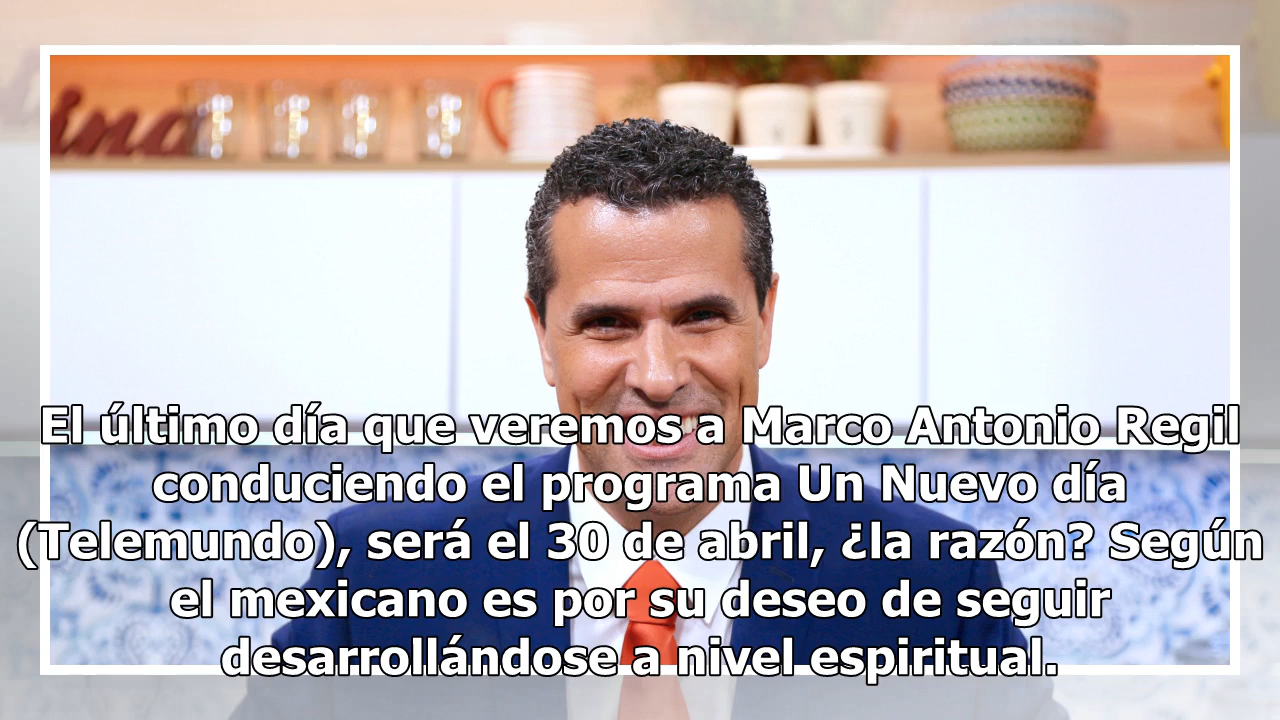 ina
El último día que veremos a Marco Antonio Regil
conduciendo el programa Un Nuevo día
(Telemundo), será el 30 de abril, ¿la razón? Según
el mexicano es por su deseo de seguir
desarrollándose a nivel espiritual.